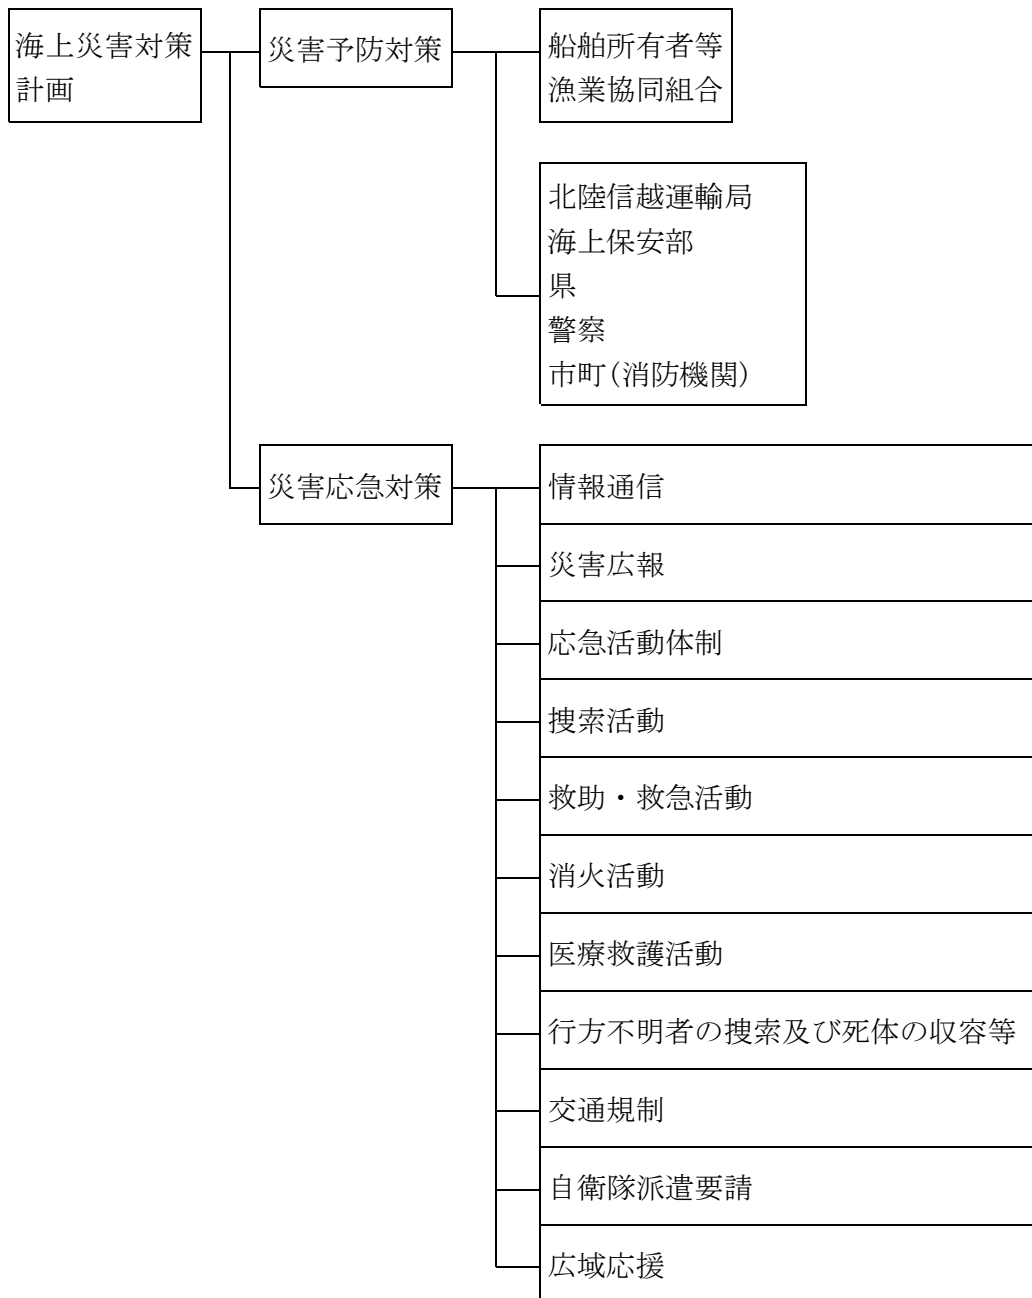 海上災害対策
計画
災害予防対策
船舶所有者等
漁業協同組合
北陸信越運輸局
海上保安部
県
警察
市町(消防機関)
災害応急対策
情報通信
災害広報
応急活動体制
捜索活動
救助・救急活動
消火活動
医療救護活動
行方不明者の捜索及び死体の収容等
交通規制
自衛隊派遣要請
広域応援